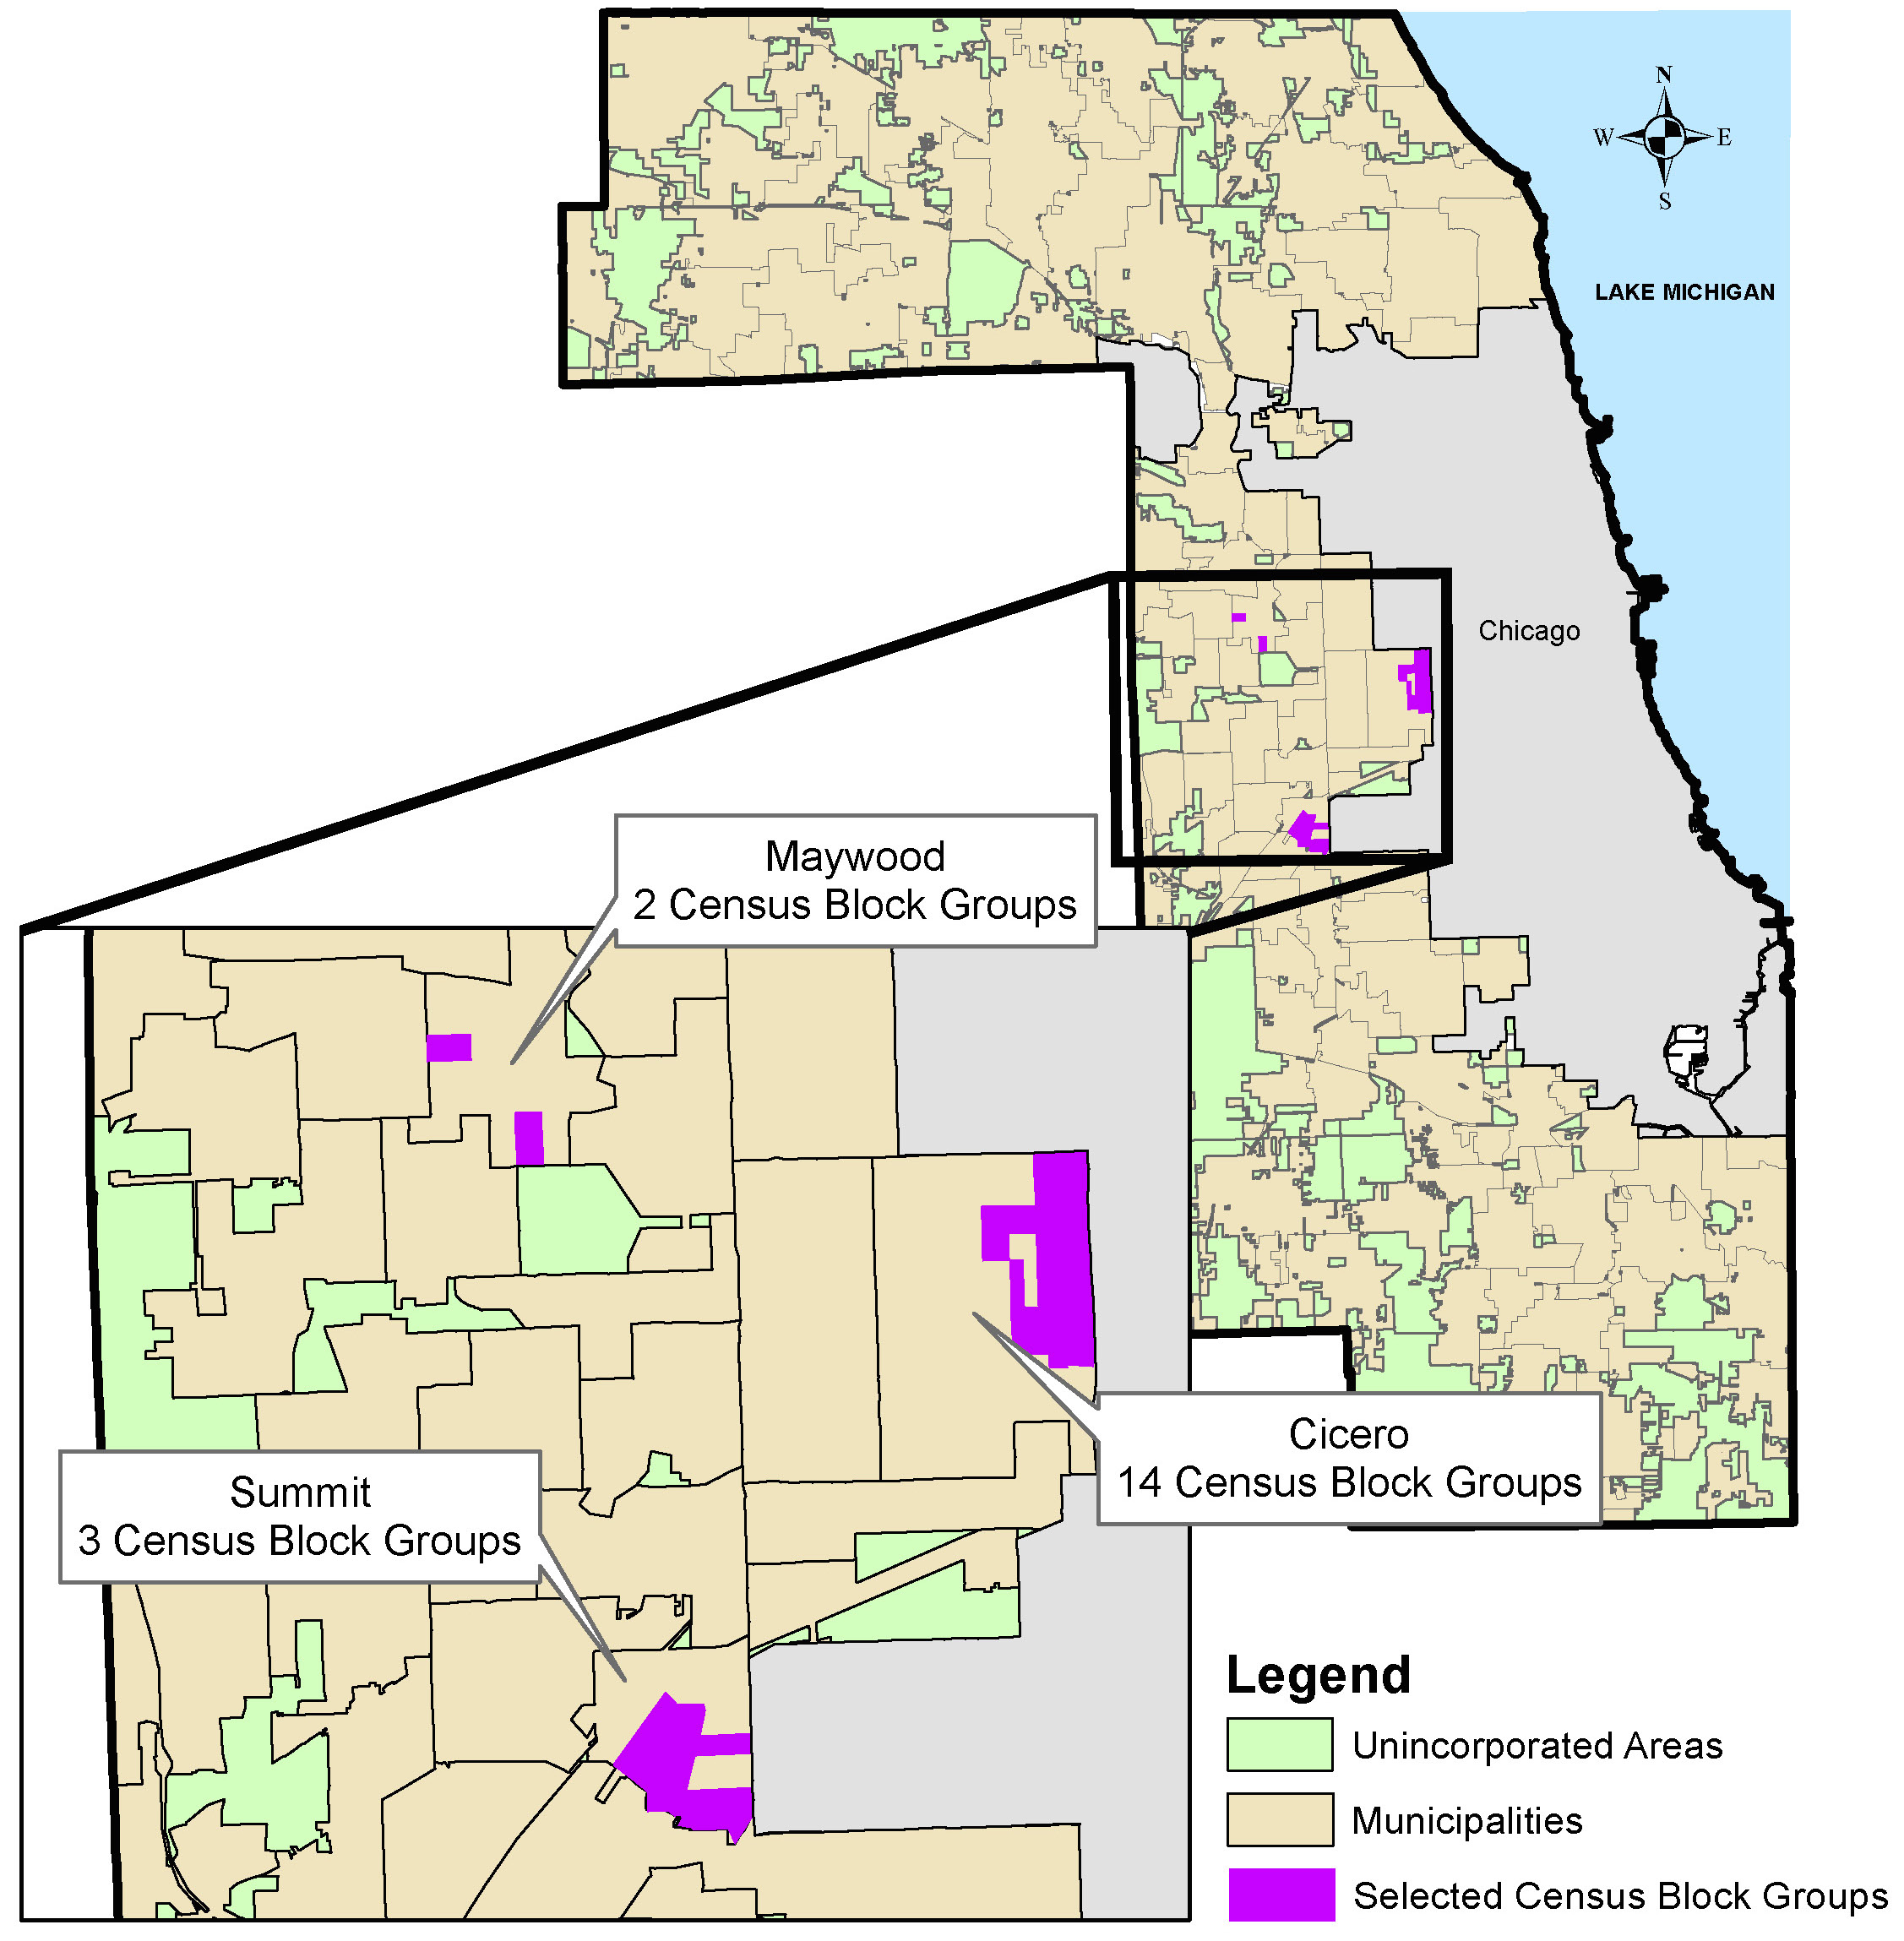 N
W
E
S
LAKE MICHIGAN
Chicago
Maywood
2 Census Block Groups
Cicero
14 Census Block Groups
Summit
3 Census Block Groups
Legend
Unincorporated Areas
Municipalities
Selected Census Block Groups